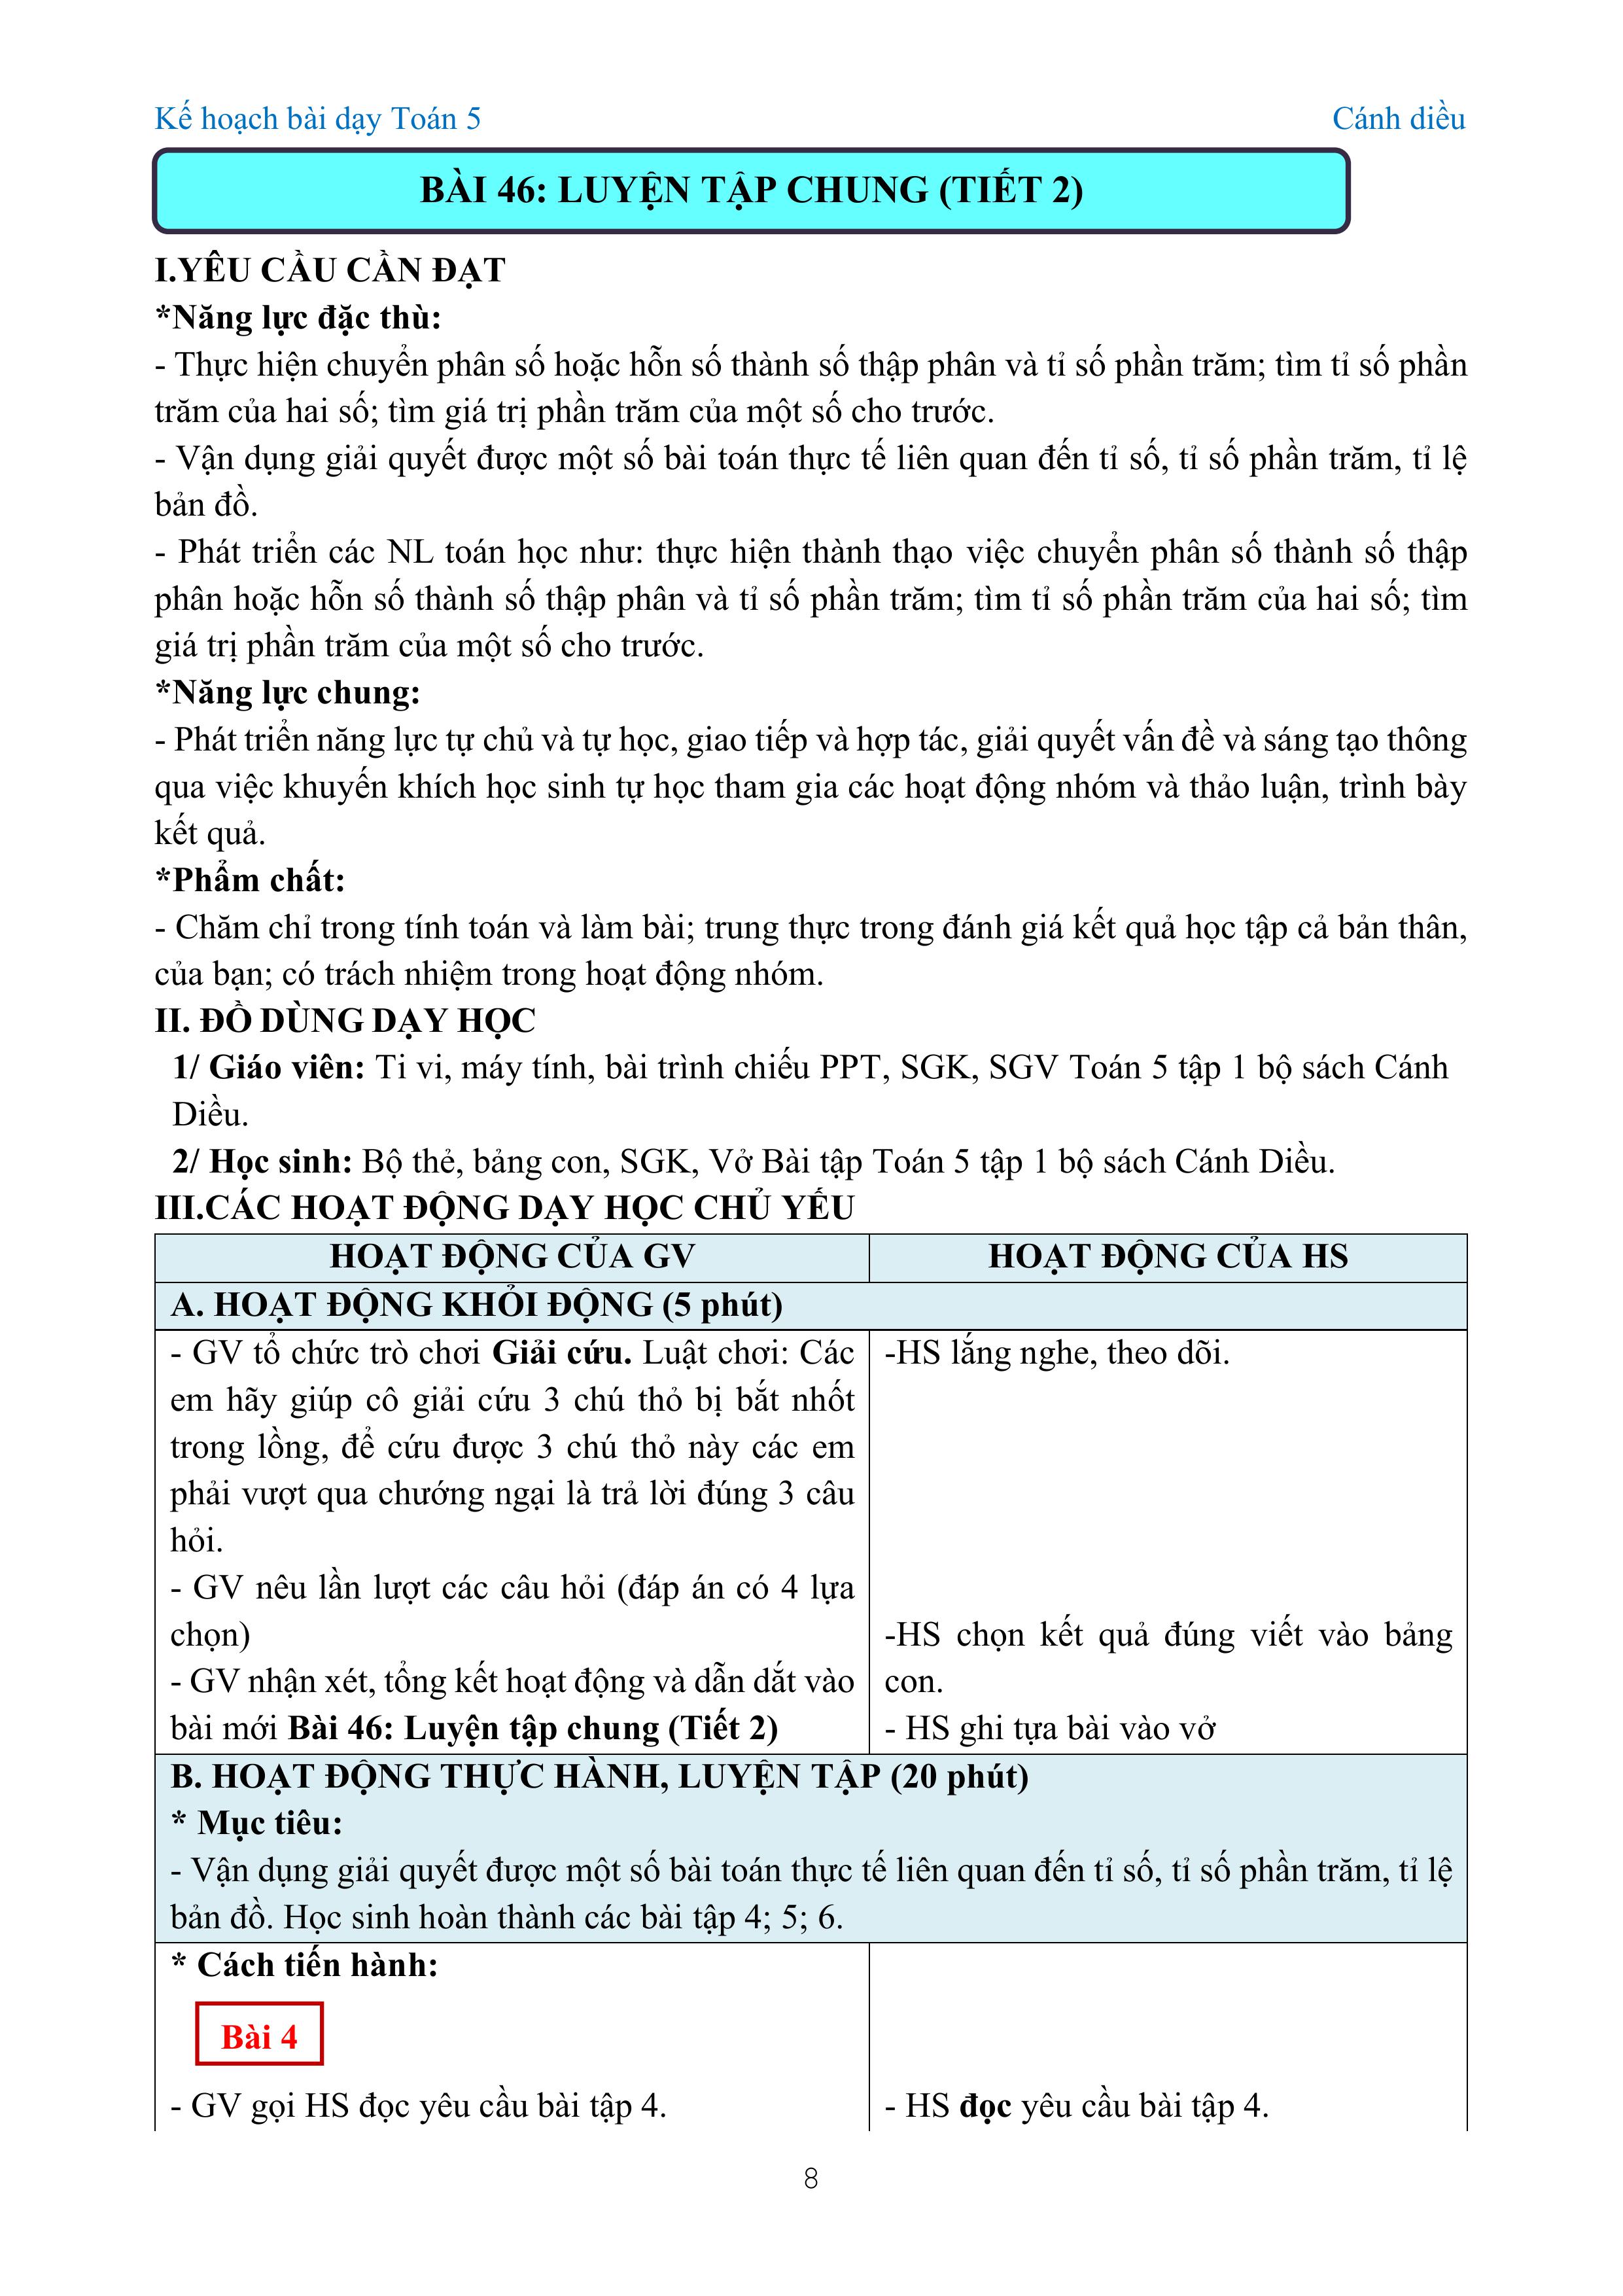 Kế hoạch bài dạy Toán 5 Cánh diều
BÀI 46: LUYỆN TẬP CHUNG (TIẾT 2)
I.YÊU CẦU CẦN ĐẠT
*Năng lực đặc thù:
- Thực hiện chuyển phân số hoặc hỗn số thành số thập phân và tỉ số phần trăm; tìm tỉ số phần
trăm của hai số; tìm giá trị phần trăm của một số cho trước.
- Vận dụng giải quyết được một số bài toán thực tế liên quan đến tỉ số, tỉ số phần trăm, tỉ lệ
bản đồ.
- Phát triển các NL toán học như: thực hiện thành thạo việc chuyển phân số thành số thập
phân hoặc hỗn số thành số thập phân và tỉ số phần trăm; tìm tỉ số phần trăm của hai số; tìm
giá trị phần trăm của một số cho trước.
*Năng lực chung:
- Phát triển năng lực tự chủ và tự học, giao tiếp và hợp tác, giải quyết vấn đề và sáng tạo thông
qua việc khuyến khích học sinh tự học tham gia các hoạt động nhóm và thảo luận, trình bày
kết quả.
*Phẩm chất:
- Chăm chỉ trong tính toán và làm bài; trung thực trong đánh giá kết quả học tập cả bản thân,
của bạn; có trách nhiệm trong hoạt động nhóm.
II. ĐỒ DÙNG DẠY HỌC
1/ Giáo viên: Ti vi, máy tính, bài trình chiếu PPT, SGK, SGV Toán 5 tập 1 bộ sách Cánh
Diều.
2/ Học sinh: Bộ thẻ, bảng con, SGK, Vở Bài tập Toán 5 tập 1 bộ sách Cánh Diều.
III.CÁC HOẠT ĐỘNG DẠY HỌC CHỦ YẾU
HOẠT ĐỘNG CỦA GV
HOẠT ĐỘNG CỦA HS
A. HOẠT ĐỘNG KHỞI ĐỘNG (5 phút)
- GV tổ chức trò chơi Giải cứu. Luật chơi: Các
em hãy giúp cô giải cứu 3 chú thỏ bị bắt nhốt
trong lồng, để cứu được 3 chú thỏ này các em
phải vượt qua chướng ngại là trả lời đúng 3 câu
hỏi.
- GV nêu lần lượt các câu hỏi (đáp án có 4 lựa
chọn)
- GV nhận xét, tổng kết hoạt động và dẫn dắt vào
bài mới Bài 46: Luyện tập chung (Tiết 2)
-HS lắng nghe, theo dõi.
-HS chọn kết quả đúng viết vào bảng
con.
- HS ghi tựa bài vào vở
B. HOẠT ĐỘNG THỰC HÀNH, LUYỆN TẬP (20 phút)
* Mục tiêu:
- Vận dụng giải quyết được một số bài toán thực tế liên quan đến tỉ số, tỉ số phần trăm, tỉ lệ
bản đồ. Học sinh hoàn thành các bài tập 4; 5; 6.
* Cách tiến hành:
Bài 4
- GV gọi HS đọc yêu cầu bài tập 4.
- HS đọc yêu cầu bài tập 4.
8